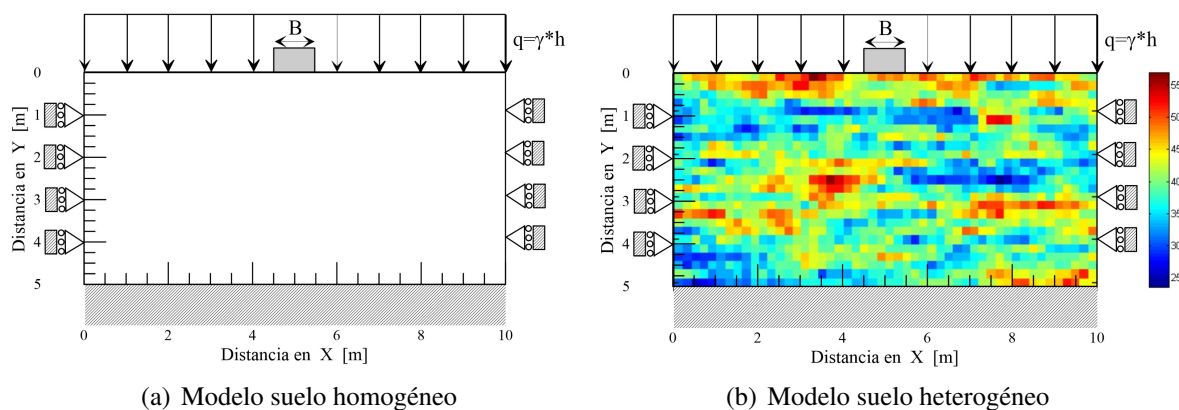 B
q=γ*h
0
1
2
3
4
5
Distancia en Y [m]
0 2 4 6 8 10
Distancia en X [m]
(a) Modelo suelo homogéneo
B
q=γ*h
0
1
2
3
4
5
Distancia en Y [m]
0 2 4 6 8 10
Distancia en X [m]
55
50
45
40
35
30
25
(b) Modelo suelo heterogéneo